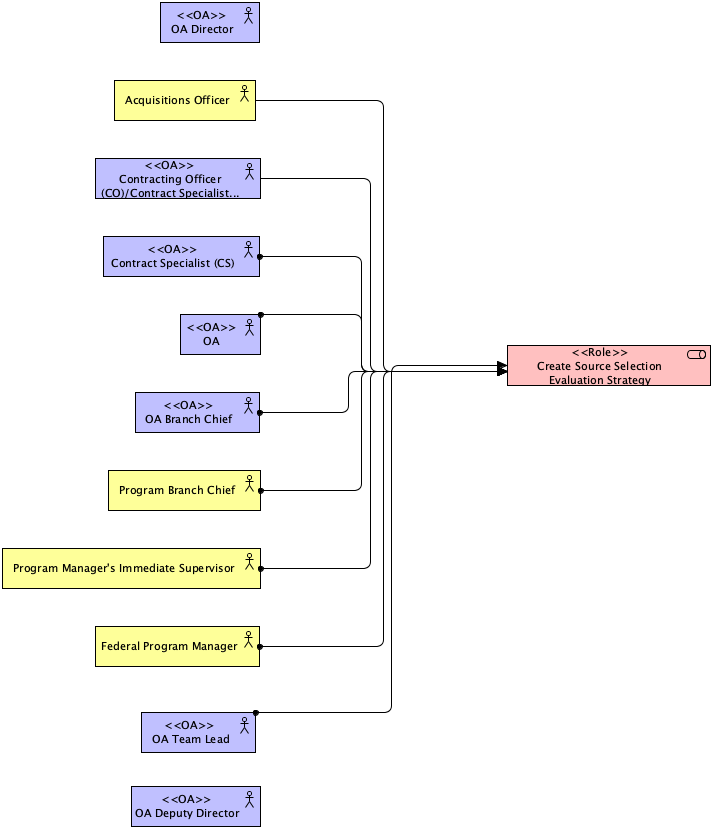 <<OA>>
OA Director
Acquisitions Officer
<<OA>>
Contracting Officer
(CO)/Contract Specialist...
<<OA>>
Contract Specialist (CS)
<<OA>>
OA
<<Role>>
Create Source Selection
Evaluation Strategy
<<OA>>
OA Branch Chief
Program Branch Chief
Program Manager's Immediate Supervisor
Federal Program Manager
<<OA>>
OA Team Lead
<<OA>>
OA Deputy Director